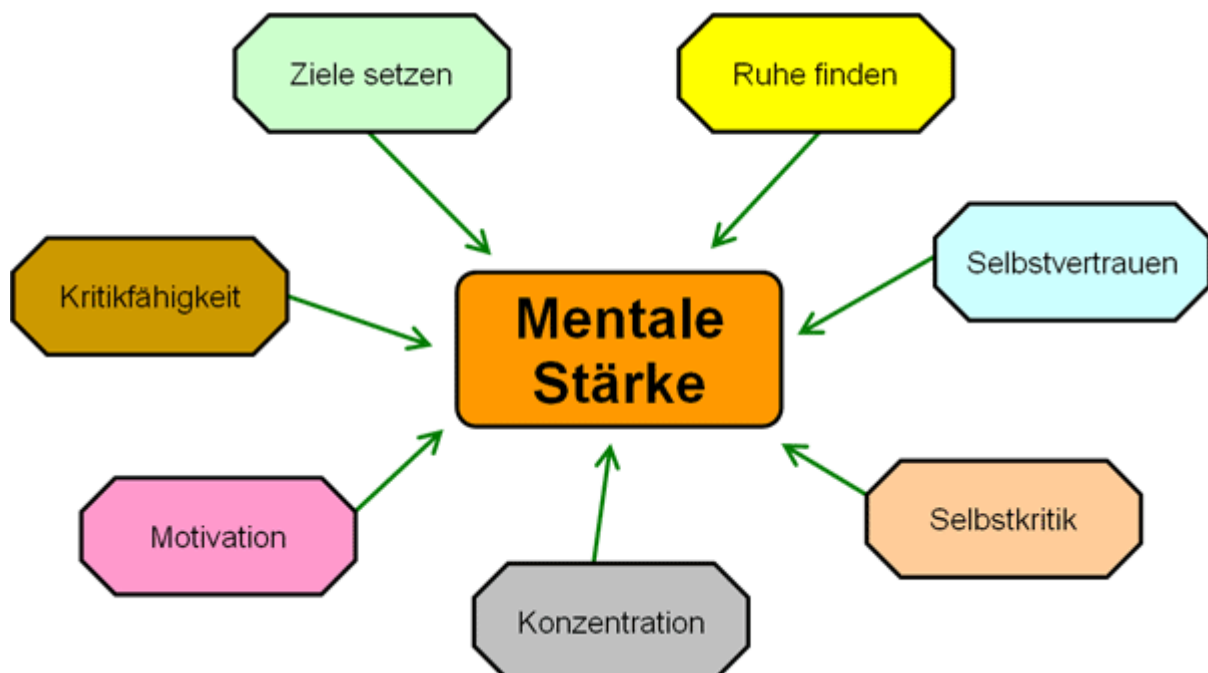 Ziele setzen
Ruhe finden
Kritikfähigkeit
Selbstvertrauen
Mentale
Stärke
Motivation
Selbstkritik
Konzentration